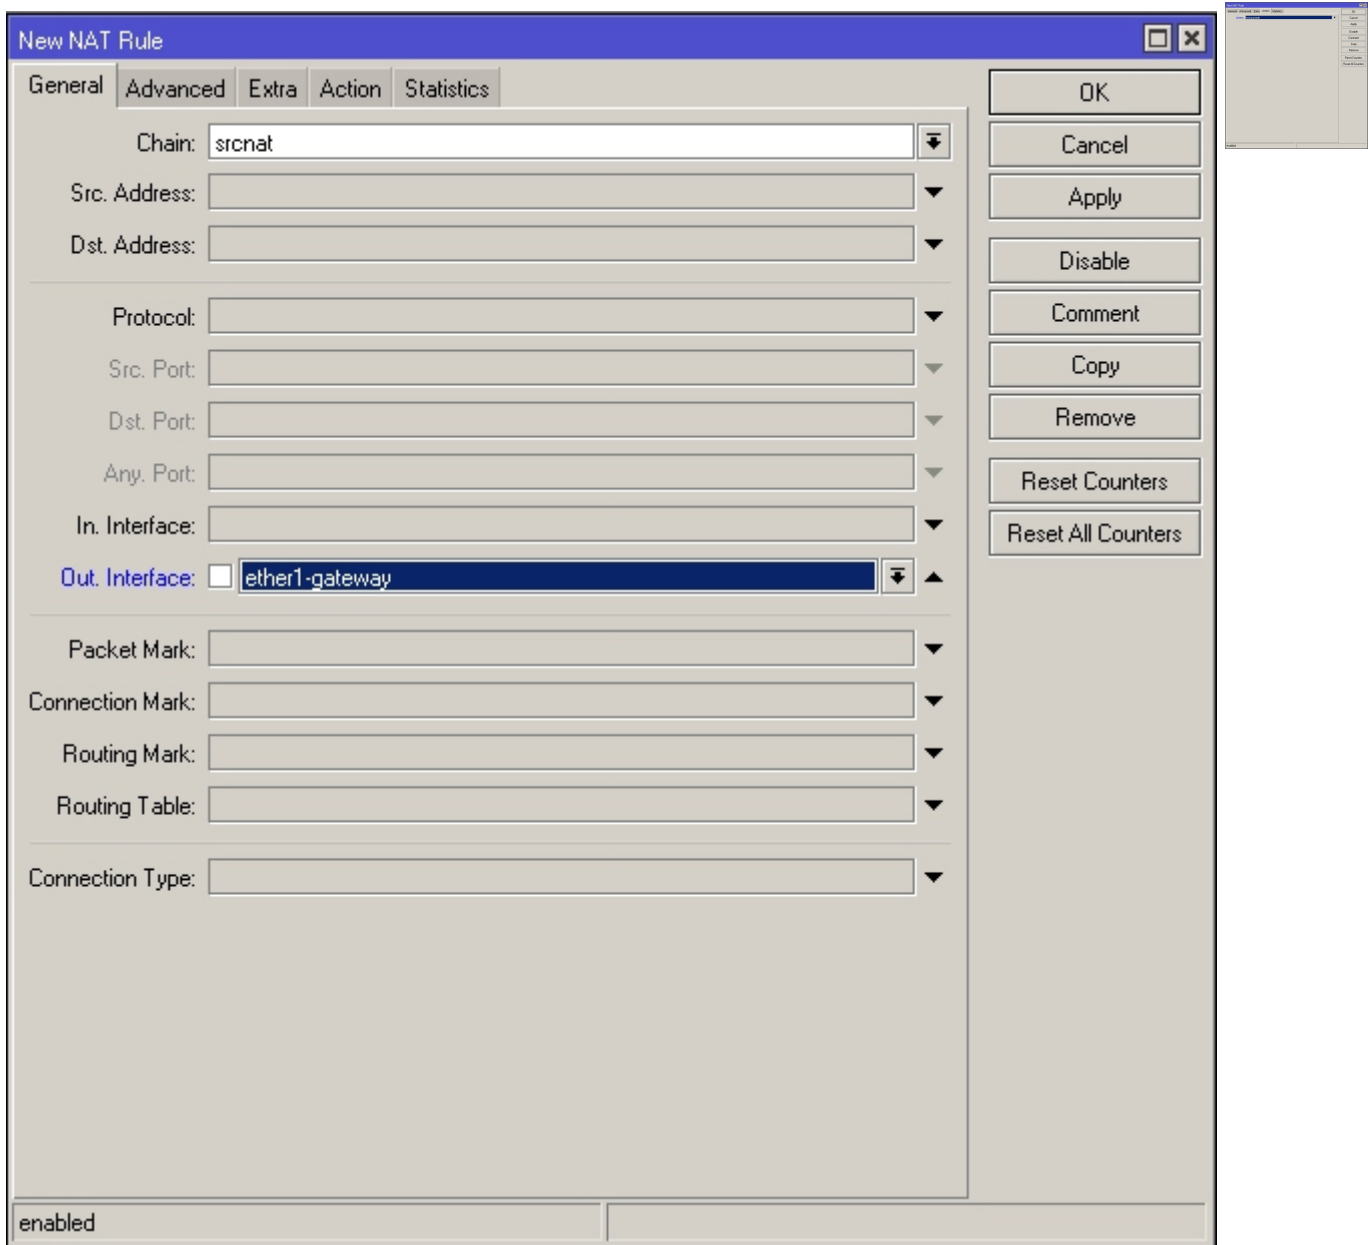 New NAT Rule
General Advanced Extra Action Statistics
Chain: srcnat
Src. Address:
Dst. Address:
Protocol:
Src. Port:
Dst. Port:
Any. Port:
In. Interface:
Out. Interface: ether1-gateway
Packet Mark:
Connection Mark:
Routing Mark:
Routing Table:
Connection Type:
OK
Cancel
Apply
Disable
Comment
Copy
Remove
Reset Counters
Reset All Counters
enabled